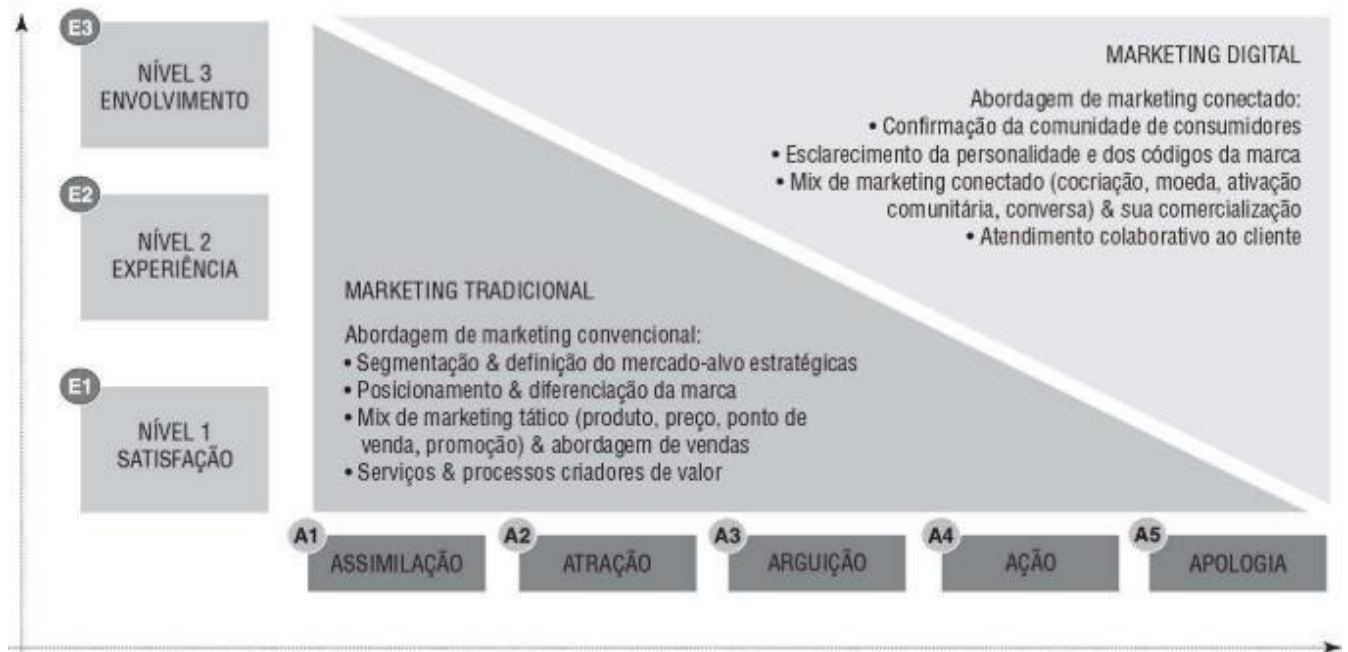 E3
NÍVEL 3
ENVOLVIMENTO
E2
NÍVEL 2
EXPERIÊNCIA
E1
NÍVEL 1
SATISFAÇÃO
MARKETING DIGITAL
Abordagem de marketing conectado:
• Confirmação da comunidade de consumidores
• Esclarecimento da personalidade e dos códigos da marca
• Mix de marketing conectado (cocriação, moeda, ativação
comunitária, conversa) & sua comercialização
• Atendimento colaborativo ao cliente
MARKETING TRADICIONAL
Abordagem de marketing convencional:
• Segmentação & definição do mercado-alvo estratégicas
• Posicionamento & diferenciação da marca
• Mix de marketing tático (produto, preço, ponto de
venda, promoção) & abordagem de vendas
• Serviços & processos criadores de valor
A1
ASSIMILAÇÃO
A2
ATRAÇÃO
A3
ARGUIÇÃO
A4
AÇÃO
A5
APOLOGIA